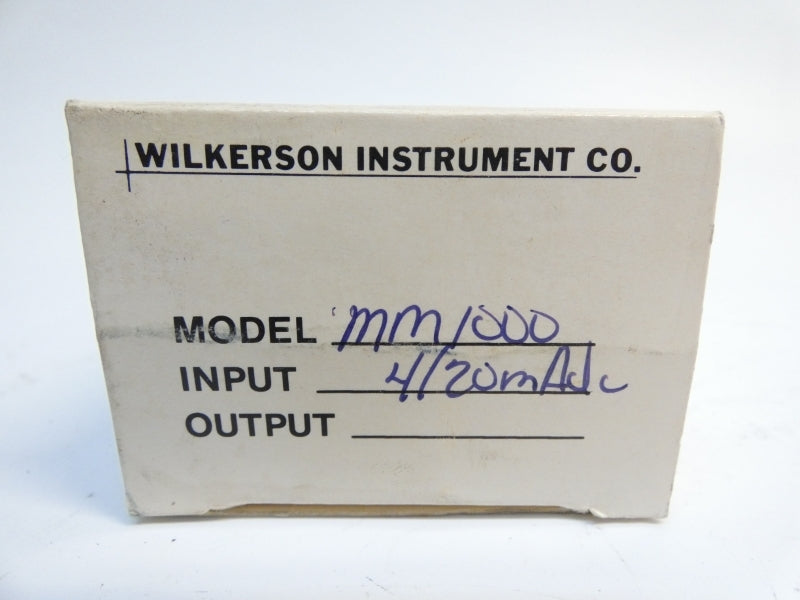 WILKERSON INSTRUMENT CO.
MODEL MM1000
INPUT 4/20mAdc
OUTPUT